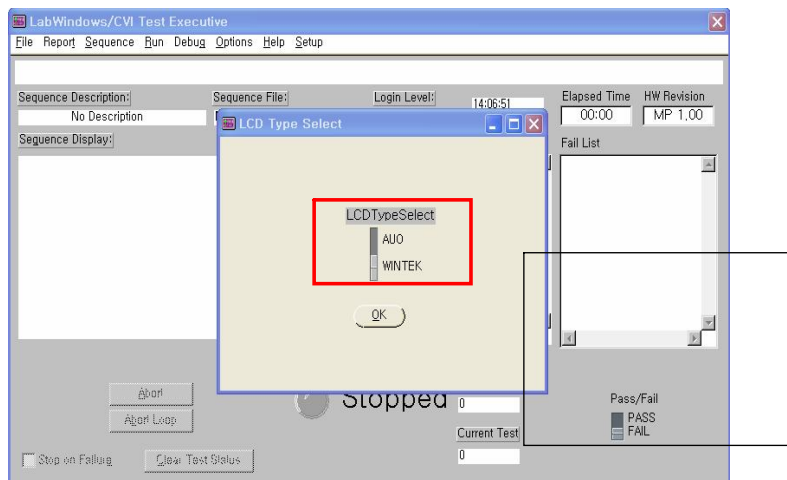 LabWindows/CVI Test Executive
File Report Sequence Run Debug Options Help Setup
Sequence Description: Sequence File: Login Level: 14:06:51 Elapsed Time HW Revision
No Description 00:00 MP 1,00
LCD Type Select
Sequence Display: Fail List
LCDTypeSelect
AUO
WINTEK
OK
Abort Stopped 0 Pass/Fail
PASS
Abort Loop FAIL
Current Test
Stop on Failure Clear Test Status 0